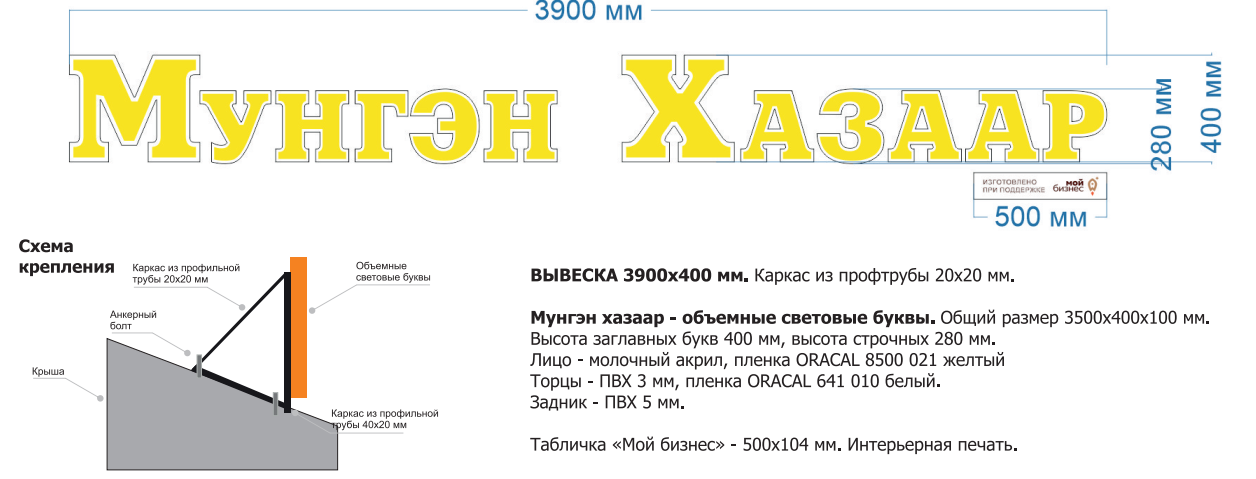 3900 мм
Мунгэн Хазаар
280 мм
400 мм
ИЗГОТОВЛЕНО
ПРИ ПОДДЕРЖКЕ
мой
бизнес
500 мм
Схема
крепления
Каркас из профильной
трубы 20х20 мм
Объемные
световые буквы
Анкерный
болт
Крыша
Каркас из профильной
трубы 40х20 мм
ВЫВЕСКА 3900х400 мм. Каркас из профтрубы 20х20 мм.
Мунгэн хазаар - объемные световые буквы. Общий размер 3500х400х100 мм.
Высота заглавных букв 400 мм, высота строчных 280 мм.
Лицо - молочный акрил, пленка ORACAL 8500 021 желтый
Торцы - ПВХ 3 мм, пленка ORACAL 641 010 белый.
Задник - ПВХ 5 мм.
Табличка «Мой бизнес» - 500х104 мм. Интерьерная печать.